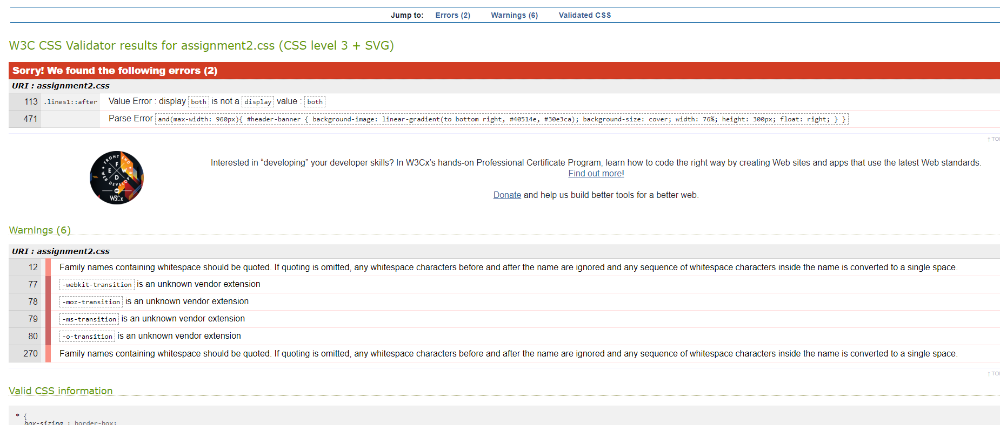 Jump to: Errors (2) Warnings (6) Validated CSS
W3C CSS Validator results for assignment2.css (CSS level 3 + SVG)
Sorry! We found the following errors (2)
URI : assignment2.css
113 .lines1::after Value Error : display both is not a display value : both
471 Parse Error and(max-width: 960px){ #header-banner { background-image: linear-gradient(to bottom right, #40514e, #30e3ca); background-size: cover; width: 76%; height: 300px; float: right; } }
↑ TO
FRONT END
F
E W
D
WEB DEVELOPER
BY
W3Cx
Interested in “developing” your developer skills? In W3Cx’s hands-on Professional Certificate Program, learn how to code the right way by creating Web sites and apps that use the latest Web standards.
Find out more!
Donate and help us build better tools for a better web.
Warnings (6)
URI : assignment2.css
12 Family names containing whitespace should be quoted. If quoting is omitted, any whitespace characters before and after the name are ignored and any sequence of whitespace characters inside the name is converted to a single space.
77 -webkit-transition is an unknown vendor extension
78 -moz-transition is an unknown vendor extension
79 -ms-transition is an unknown vendor extension
80 -o-transition is an unknown vendor extension
270 Family names containing whitespace should be quoted. If quoting is omitted, any whitespace characters before and after the name are ignored and any sequence of whitespace characters inside the name is converted to a single space.
↑ TO
Valid CSS information
* {
box-sizing : border-box;